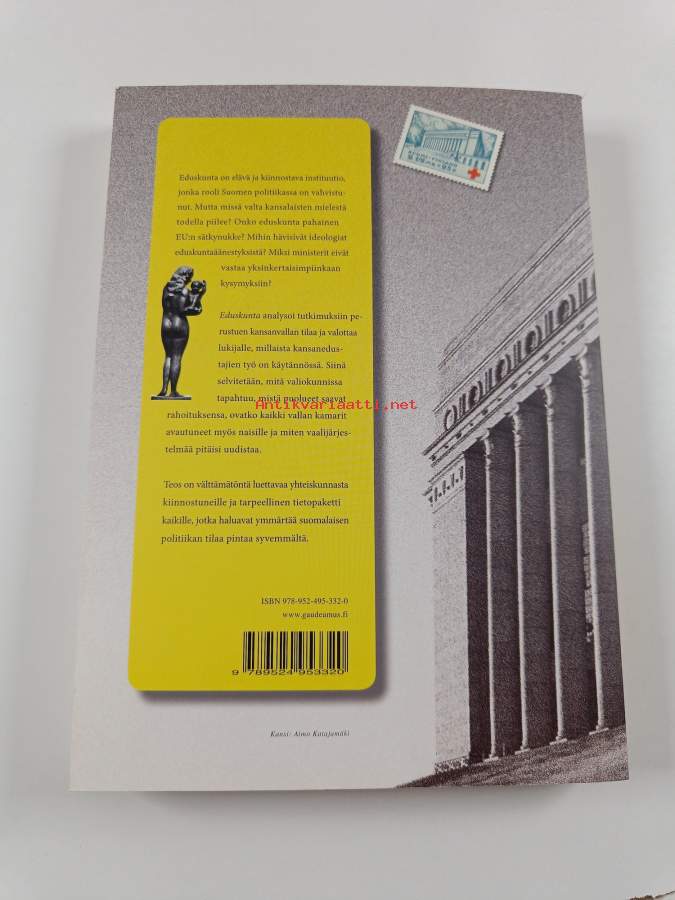 Eduskunta on elävä ja kiinnostava instituutio,
jonka rooli Suomen politiikassa on vahvistu-
nut. Mutta missä valta kansalaisten mielestä
todella piilee? Onko eduskunta pahainen
EU:n sätkynukke? Mihin hävisivät ideologiat
eduskuntaäänestyksistä? Miksi ministerit eivät
vastaa yksinkertaisimpiinkaan
kysymyksiin?
Eduskunta analysoi tutkimuksiin pe-
rustuen kansanvallan tilaa ja valottaa
lukijalle, millaista kansanedus-
tajien työ on käytännössä. Siinä
selvitetään, mitä valiokunnissa
tapahtuu, mistä puolueet saavat
Antikvariaatti.net
rahoituksensa, ovatko kaikki vallan kamarit
avautuneet myös naisille ja miten vaalijärjes-
telmää pitäisi uudistaa.
Teos on välttämätöntä luettavaa yhteiskunnasta
kiinnostuneille ja tarpeellinen tietopaketti
kaikille, jotka haluavat ymmärtää suomalaisen
politiikan tilaa pintaa syvemmältä.
ISBN 978-952-495-332-0
www.gaudeamus.fi
9 789524 953320
Kansi: Aimo Katajamäki